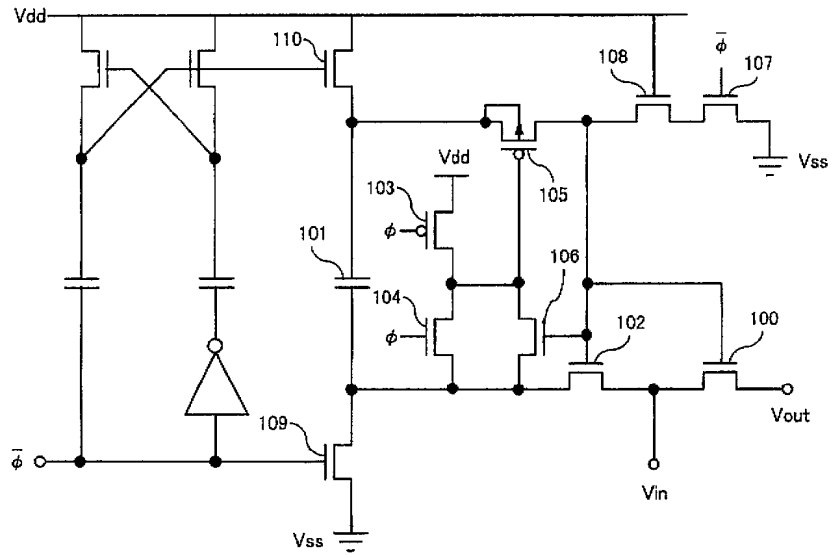 Vdd
110
108
φ̅
107
Vdd
Vss
103
105
φ
101
106
104
102
100
φ
Vout
109
φ̅
Vin
Vss